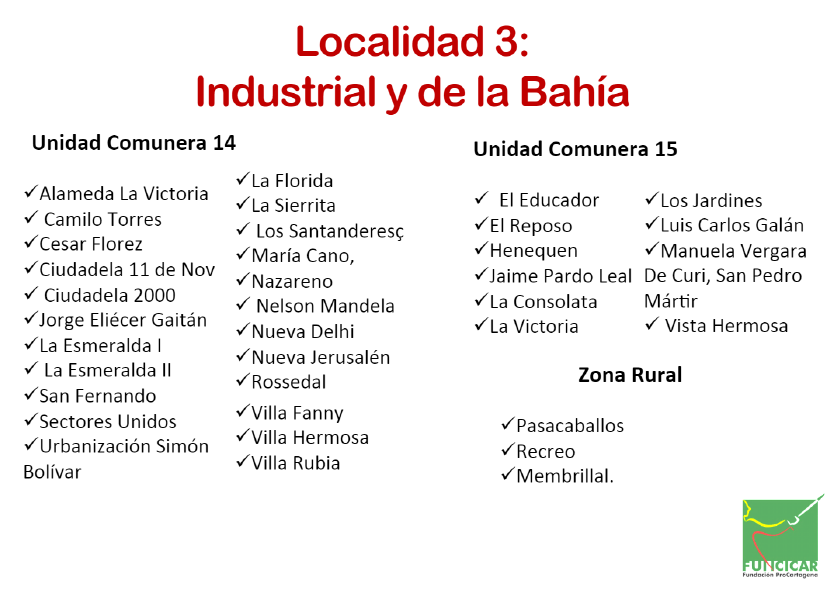 Localidad 3:
Industrial y de la Bahía
Unidad Comunera 14
✓Alameda La Victoria
✓ Camilo Torres
✓Cesar Florez
✓Ciudadela 11 de Nov
✓ Ciudadela 2000
✓Jorge Eliécer Gaitán
✓La Esmeralda I
✓ La Esmeralda II
✓San Fernando
✓Sectores Unidos
✓Urbanización Simón
Bolívar
✓La Florida
✓La Sierrita
✓ Los Santanderesç
✓María Cano,
✓Nazareno
✓ Nelson Mandela
✓Nueva Delhi
✓Nueva Jerusalén
✓Rossedal
✓Villa Fanny
✓Villa Hermosa
✓Villa Rubia
Unidad Comunera 15
✓ El Educador
✓El Reposo
✓Henequen
✓Jaime Pardo Leal
✓La Consolata
✓La Victoria
✓Los Jardines
✓Luis Carlos Galán
✓Manuela Vergara
De Curi, San Pedro
Mártir
✓ Vista Hermosa
Zona Rural
✓Pasacaballos
✓Recreo
✓Membrillal.
FUNCICAR
Fundación ProCartagena